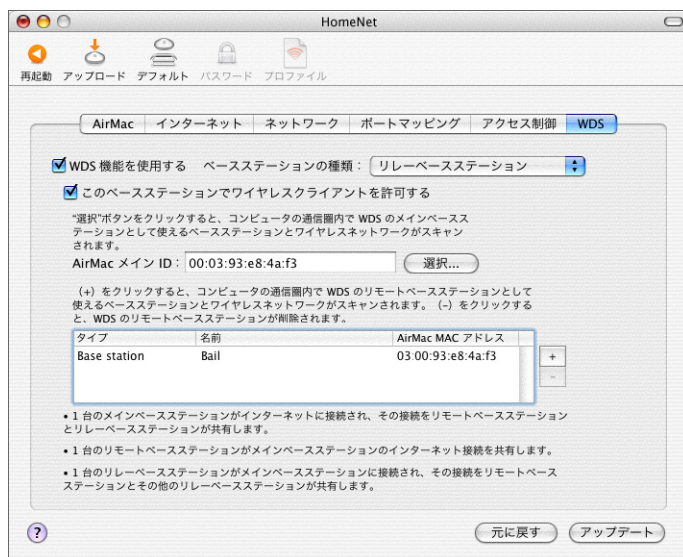 HomeNet
再起動 アップロード デフォルト パスワード プロファイル
AirMac インターネット ネットワーク ポートマッピング アクセス制御 WDS
WDS 機能を使用する ベースステーションの種類： リレーベースステーション
このベースステーションでワイヤレスクライアントを許可する
“選択”ボタンをクリックすると、コンピュータの通信圏内で WDS のメインベースス
テーションとして使えるベースステーションとワイヤレスネットワークがスキャン
されます。
AirMac メイン ID： 00:03:93:e8:4a:f3 選択...
（+）をクリックすると、コンピュータの通信圏内で WDS のリモートベースステーションとして
使えるベースステーションとワイヤレスネットワークがスキャンされます。（–）をクリックする
と、WDS のリモートベースステーションが削除されます。
タイプ 名前 AirMac MAC アドレス
Base station Bail 03:00:93:e8:4a:f3 +
–
• 1 台のメインベースステーションがインターネットに接続され、その接続をリモートベースステーション
とリレーベースステーションが共有します。
• 1 台のリモートベースステーションがメインベースステーションのインターネット接続を共有します。
• 1 台のリレーベースステーションがメインベースステーションに接続され、その接続をリモートベース
ステーションとその他のリレーベースステーションが共有します。
? 元に戻す アップデート